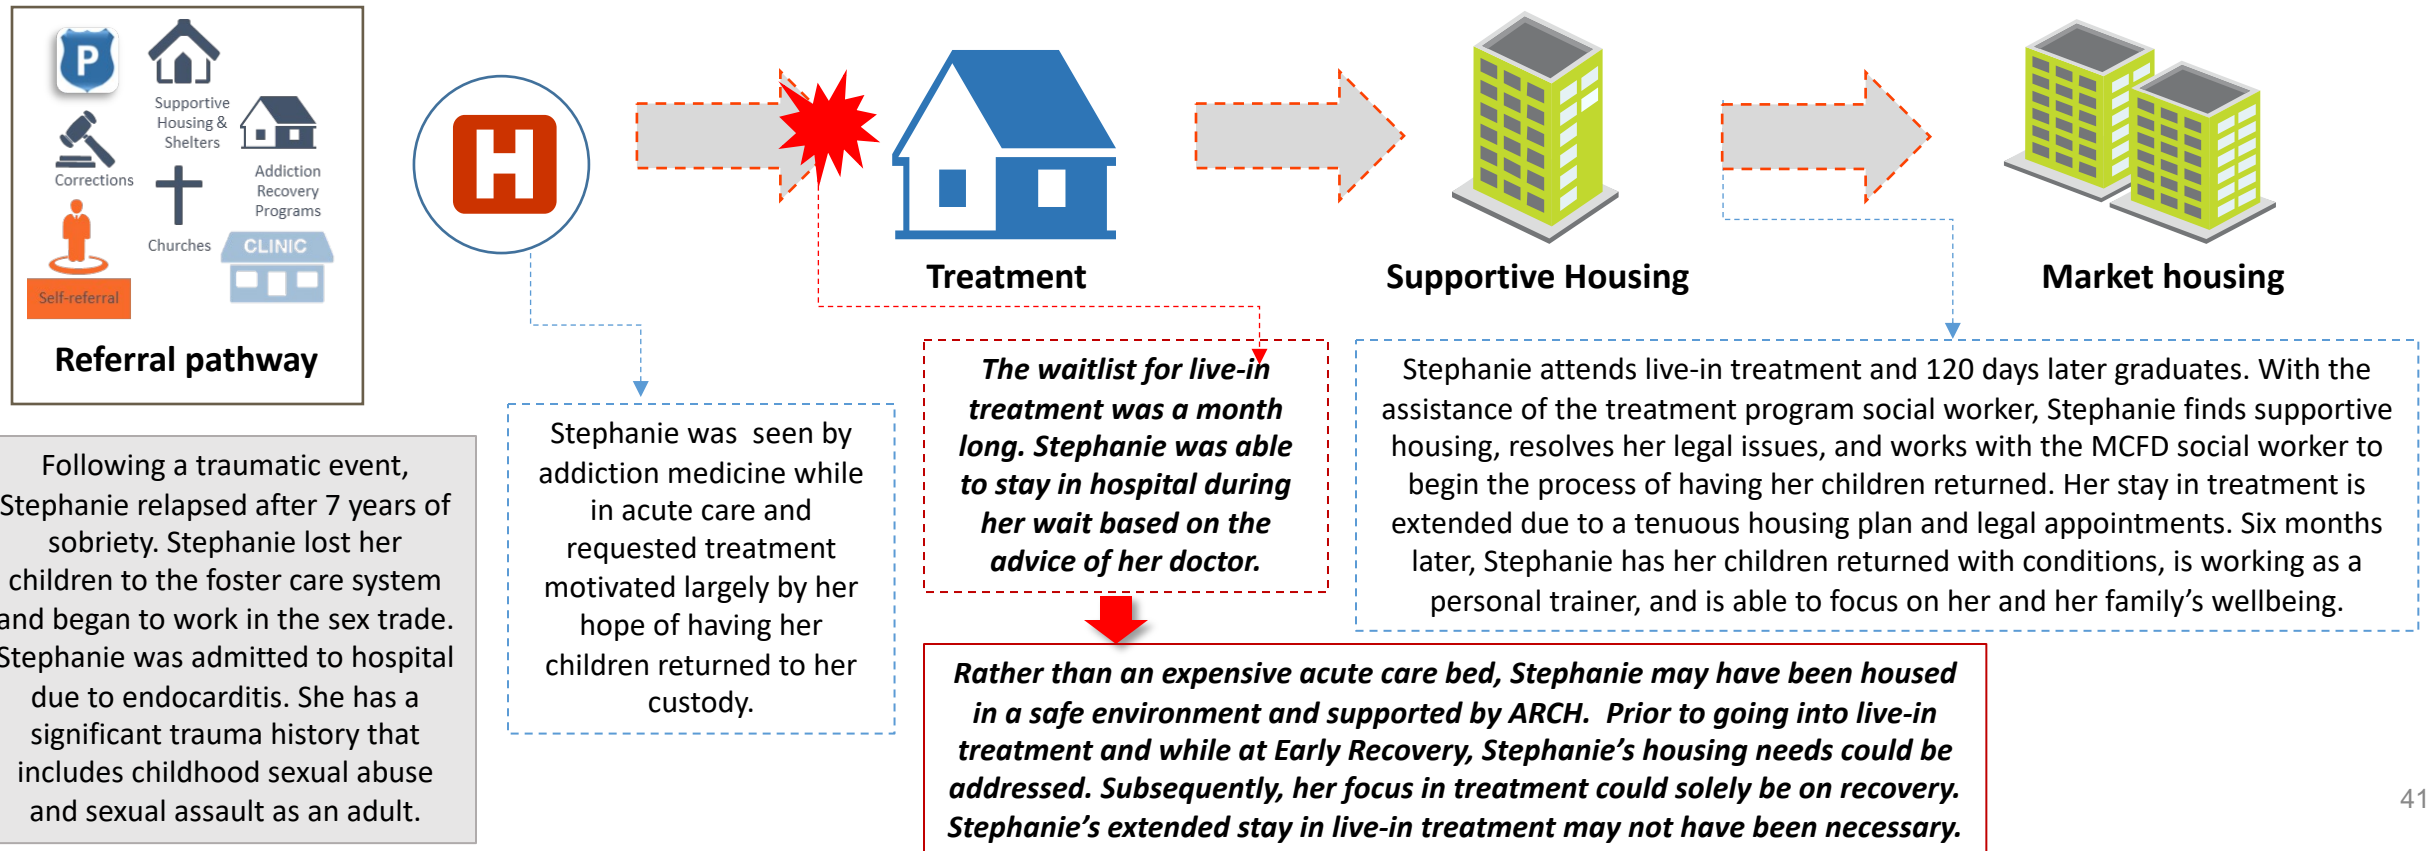 P
Supportive
Housing &
Shelters
Corrections
Addiction
Recovery
Programs
Churches
CLINIC
Self-referral
Referral pathway
H
Treatment
Supportive Housing
Market housing
Following a traumatic event,
Stephanie relapsed after 7 years of
sobriety. Stephanie lost her
children to the foster care system
and began to work in the sex trade.
Stephanie was admitted to hospital
due to endocarditis. She has a
significant trauma history that
includes childhood sexual abuse
and sexual assault as an adult.
Stephanie was  seen by
addiction medicine while
in acute care and
requested treatment
motivated largely by her
hope of having her
children returned to her
custody.
The waitlist for live-in
treatment was a month
long. Stephanie was able
to stay in hospital during
her wait based on the
advice of her doctor.
Stephanie attends live-in treatment and 120 days later graduates. With the
assistance of the treatment program social worker, Stephanie finds supportive
housing, resolves her legal issues, and works with the MCFD social worker to
begin the process of having her children returned. Her stay in treatment is
extended due to a tenuous housing plan and legal appointments. Six months
later, Stephanie has her children returned with conditions, is working as a
personal trainer, and is able to focus on her and her family’s wellbeing.
Rather than an expensive acute care bed, Stephanie may have been housed
in a safe environment and supported by ARCH.  Prior to going into live-in
treatment and while at Early Recovery, Stephanie’s housing needs could be
addressed. Subsequently, her focus in treatment could solely be on recovery.
Stephanie’s extended stay in live-in treatment may not have been necessary.
41